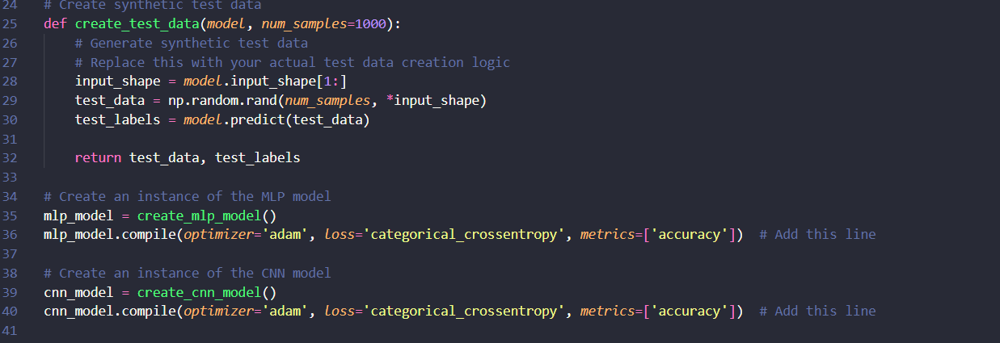 24 # Create synthetic test data
25 def create_test_data(model, num_samples=1000):
26     # Generate synthetic test data
27     # Replace this with your actual test data creation logic
28     input_shape = model.input_shape[1:]
29     test_data = np.random.rand(num_samples, *input_shape)
30     test_labels = model.predict(test_data)
31
32     return test_data, test_labels
33
34 # Create an instance of the MLP model
35 mlp_model = create_mlp_model()
36 mlp_model.compile(optimizer='adam', loss='categorical_crossentropy', metrics=['accuracy'])  # Add this line
37
38 # Create an instance of the CNN model
39 cnn_model = create_cnn_model()
40 cnn_model.compile(optimizer='adam', loss='categorical_crossentropy', metrics=['accuracy'])  # Add this line
41